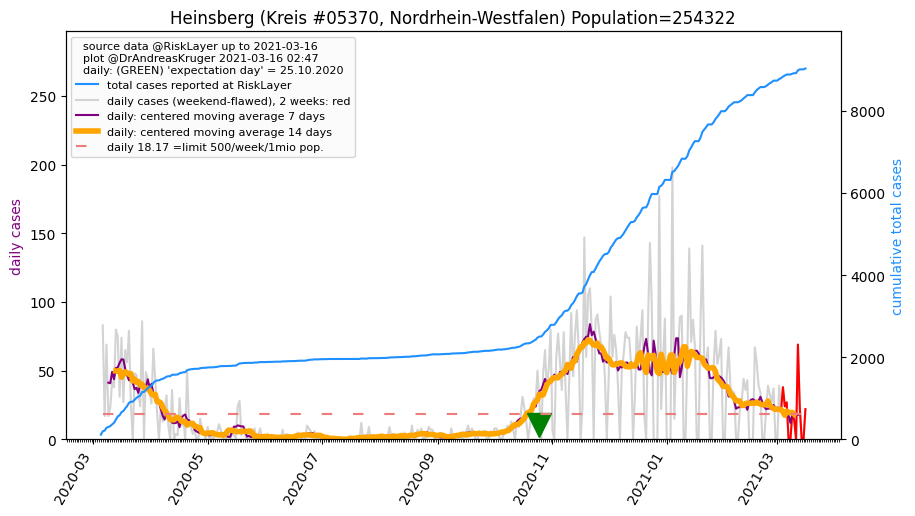 Heinsberg (Kreis #05370, Nordrhein-Westfalen) Population=254322
source data @RiskLayer up to 2021-03-16
plot @DrAndreasKruger 2021-03-16 02:47
daily: (GREEN) 'expectation day' = 25.10.2020
total cases reported at RiskLayer
daily cases (weekend-flawed), 2 weeks: red
daily: centered moving average 7 days
daily: centered moving average 14 days
daily 18.17 =limit 500/week/1mio pop.
daily cases
250
200
150
100
50
0
8000
6000
4000
2000
0
cumulative total cases
2020-03
2020-05
2020-07
2020-09
2020-11
2021-01
2021-03